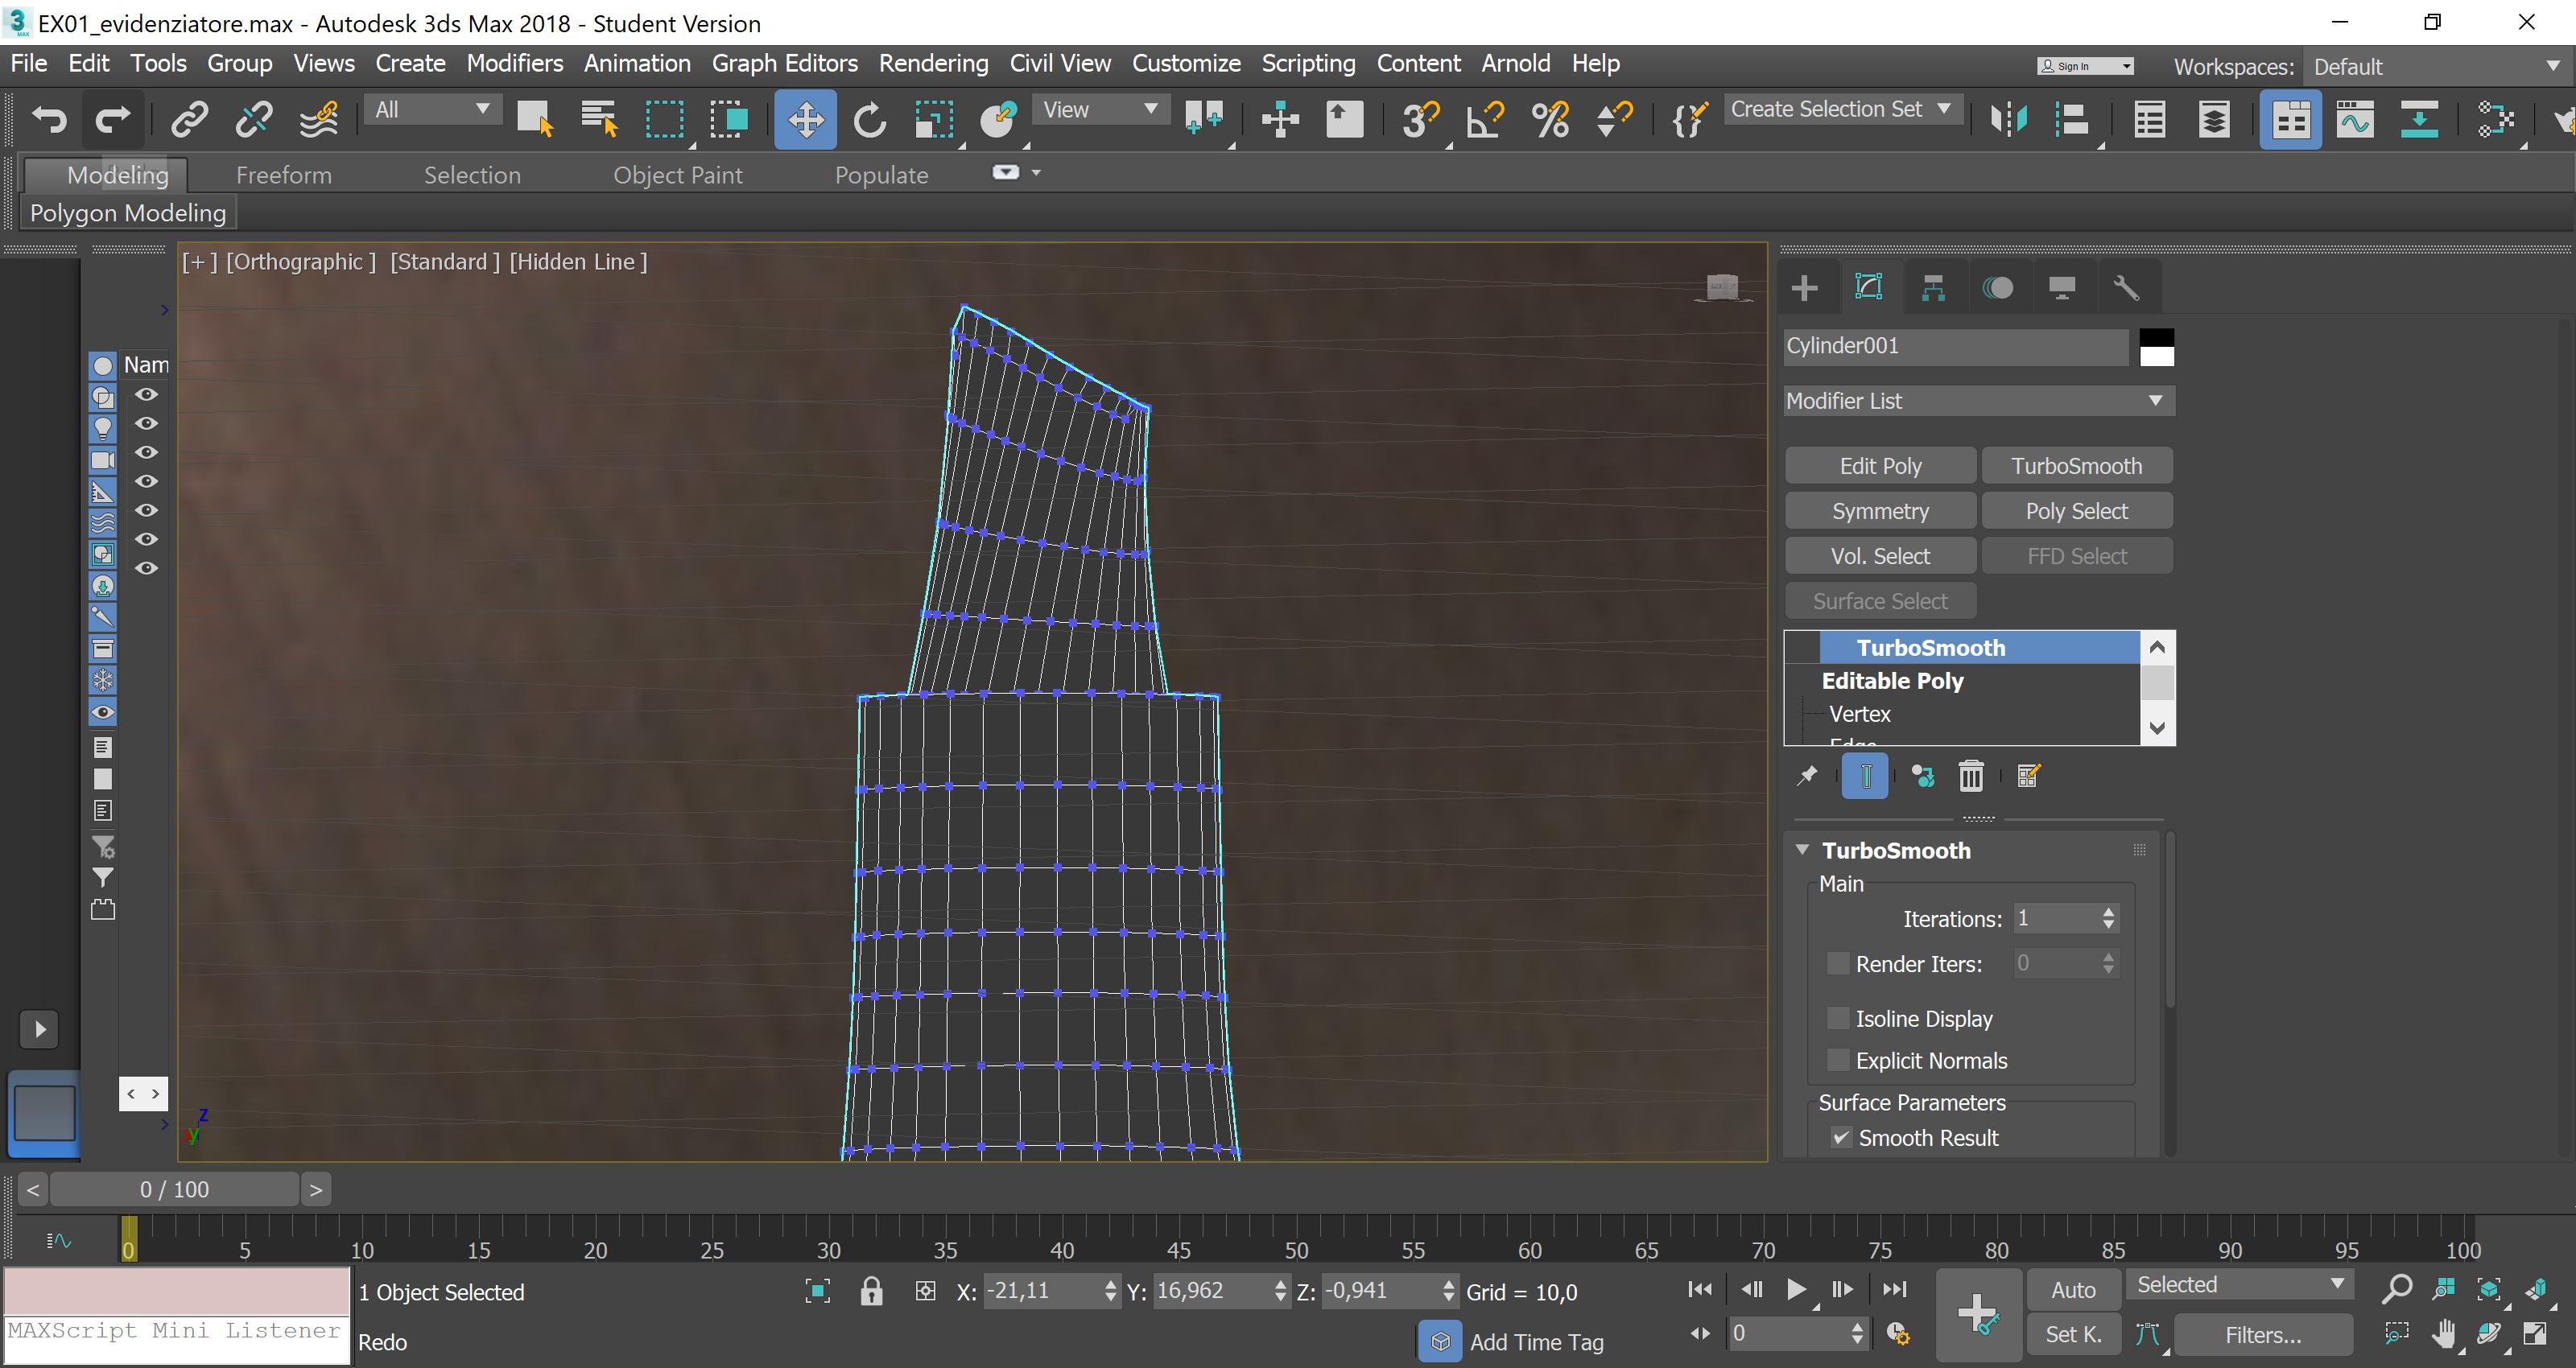 EX01_evidenziatore.max - Autodesk 3ds Max 2018 - Student Version
File Edit Tools Group Views Create Modifiers Animation Graph Editors Rendering Civil View Customize Scripting Content Arnold Help
Sign In
Workspaces: Default
All
View
Create Selection Set
Modeling Freeform Selection Object Paint Populate
Polygon Modeling
[+] [Orthographic] [Standard] [Hidden Line]
Nam
Cylinder001
Modifier List
Edit Poly TurboSmooth
Symmetry Poly Select
Vol. Select FFD Select
Surface Select
TurboSmooth
Editable Poly
Vertex
Edge
TurboSmooth
Main
Iterations: 1
Render Iters: 0
Isoline Display
Explicit Normals
Surface Parameters
Smooth Result
z
y
< 0 / 100 >
0 5 10 15 20 25 30 35 40 45 50 55 60 65 70 75 80 85 90 95 100
1 Object Selected
X: -21,11 Y: 16,962 Z: -0,941 Grid = 10,0
Auto Selected
MAXScript Mini Listener
Redo
Add Time Tag
0
Set K. Filters...